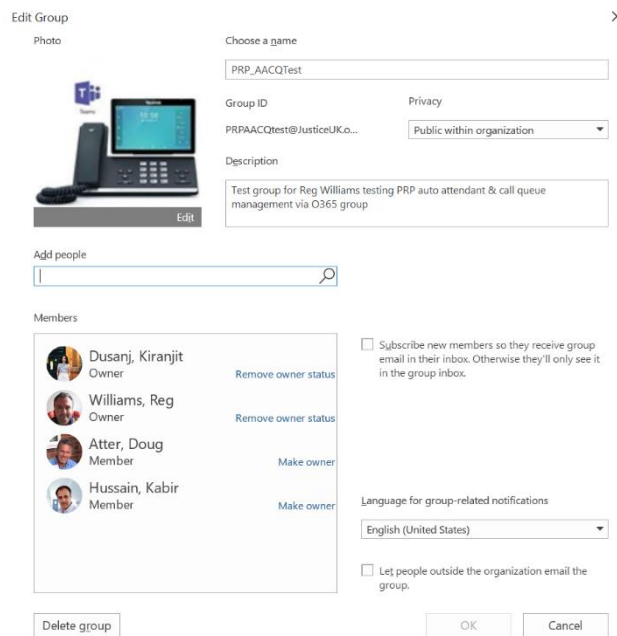 Edit Group
Photo
Choose a name
PRP_AACQTest
Teams
Group ID
Privacy
PRPAACQtest@JusticeUK.o...
Public within organization
Description
Test group for Reg Williams testing PRP auto attendant & call queue
management via O365 group
Edit
Add people
Members
Dusanj, Kiranjit
Owner
Remove owner status
Williams, Reg
Owner
Remove owner status
Atter, Doug
Member
Make owner
Hussain, Kabir
Member
Make owner
Subscribe new members so they receive group
email in their inbox. Otherwise they'll only see it
in the group inbox.
Language for group-related notifications
English (United States)
Let people outside the organization email the
group.
Delete group
OK
Cancel